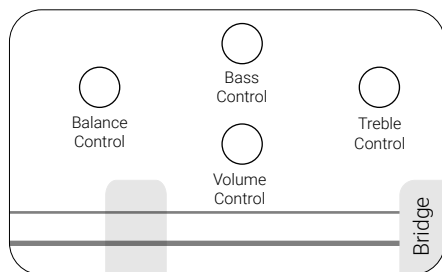 Bass
Control
Balance
Control
Treble
Control
Volume
Control
Bridge